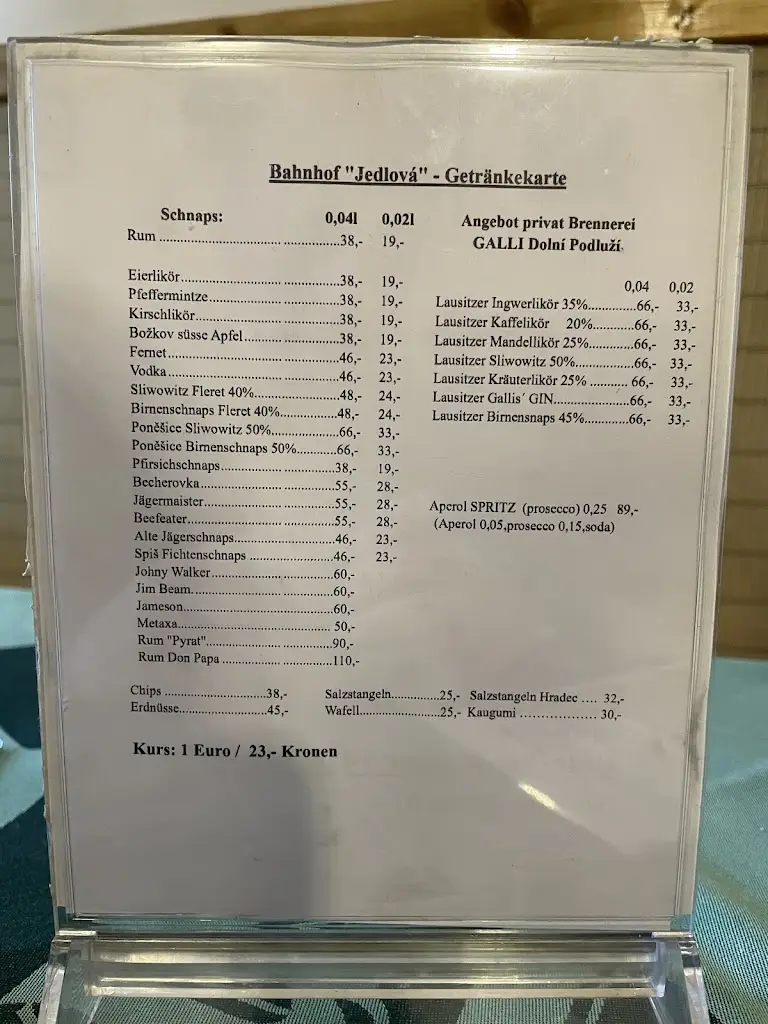 Bahnhof "Jedlová" - Getränkekarte
Schnaps: 0,04l 0,02l
Rum ............ 38,- 19,-
Eierlikör............ 38,- 19,-
Pfeffermintze............ 38,- 19,-
Kirschlikör............ 38,- 19,-
Božkov süsse Apfel............ 38,- 19,-
Fernet............ 46,- 23,-
Vodka............ 46,- 23,-
Sliwowitz Fleret 40%............ 48,- 24,-
Birnenschnaps Fleret 40%............ 48,- 24,-
Poněšice Sliwowitz 50%............ 66,- 33,-
Poněšice Birnenschnaps 50%............ 66,- 33,-
Pfirsichschnaps............ 38,- 19,-
Becherovka............ 55,- 28,-
Jägermaister............ 55,- 28,-
Beefeater............ 55,- 28,-
Alte Jägerschnaps............ 46,- 23,-
Spiš Fichtenschnaps ............ 46,- 23,-
Johny Walker............ 60,-
Jim Beam............ 60,-
Jameson............ 60,-
Metaxa............ 50,-
Rum "Pyrat"............ 90,-
Rum Don Papa ............ 110,-
Angebot privat Brennerei
GALLI Dolní Podluží
0,04 0,02
Lausitzer Ingwerlikör 35%............ 66,- 33,-
Lausitzer Kaffelikör 20%............ 66,- 33,-
Lausitzer Mandellikör 25%............ 66,- 33,-
Lausitzer Sliwowitz 50%............ 66,- 33,-
Lausitzer Kräuterlikör 25% ............ 66,- 33,-
Lausitzer Gallis´ GIN............ 66,- 33,-
Lausitzer Birnensnaps 45%............ 66,- 33,-
Aperol SPRITZ (prosecco) 0,25 89,-
(Aperol 0,05,prosecco 0,15,soda)
Chips ............ 38,- Salzstangeln............ 25,- Salzstangeln Hradec .... 32,-
Erdnüsse............ 45,- Wafell............ 25,- Kaugumi ............ 30,-
Kurs: 1 Euro / 23,- Kronen